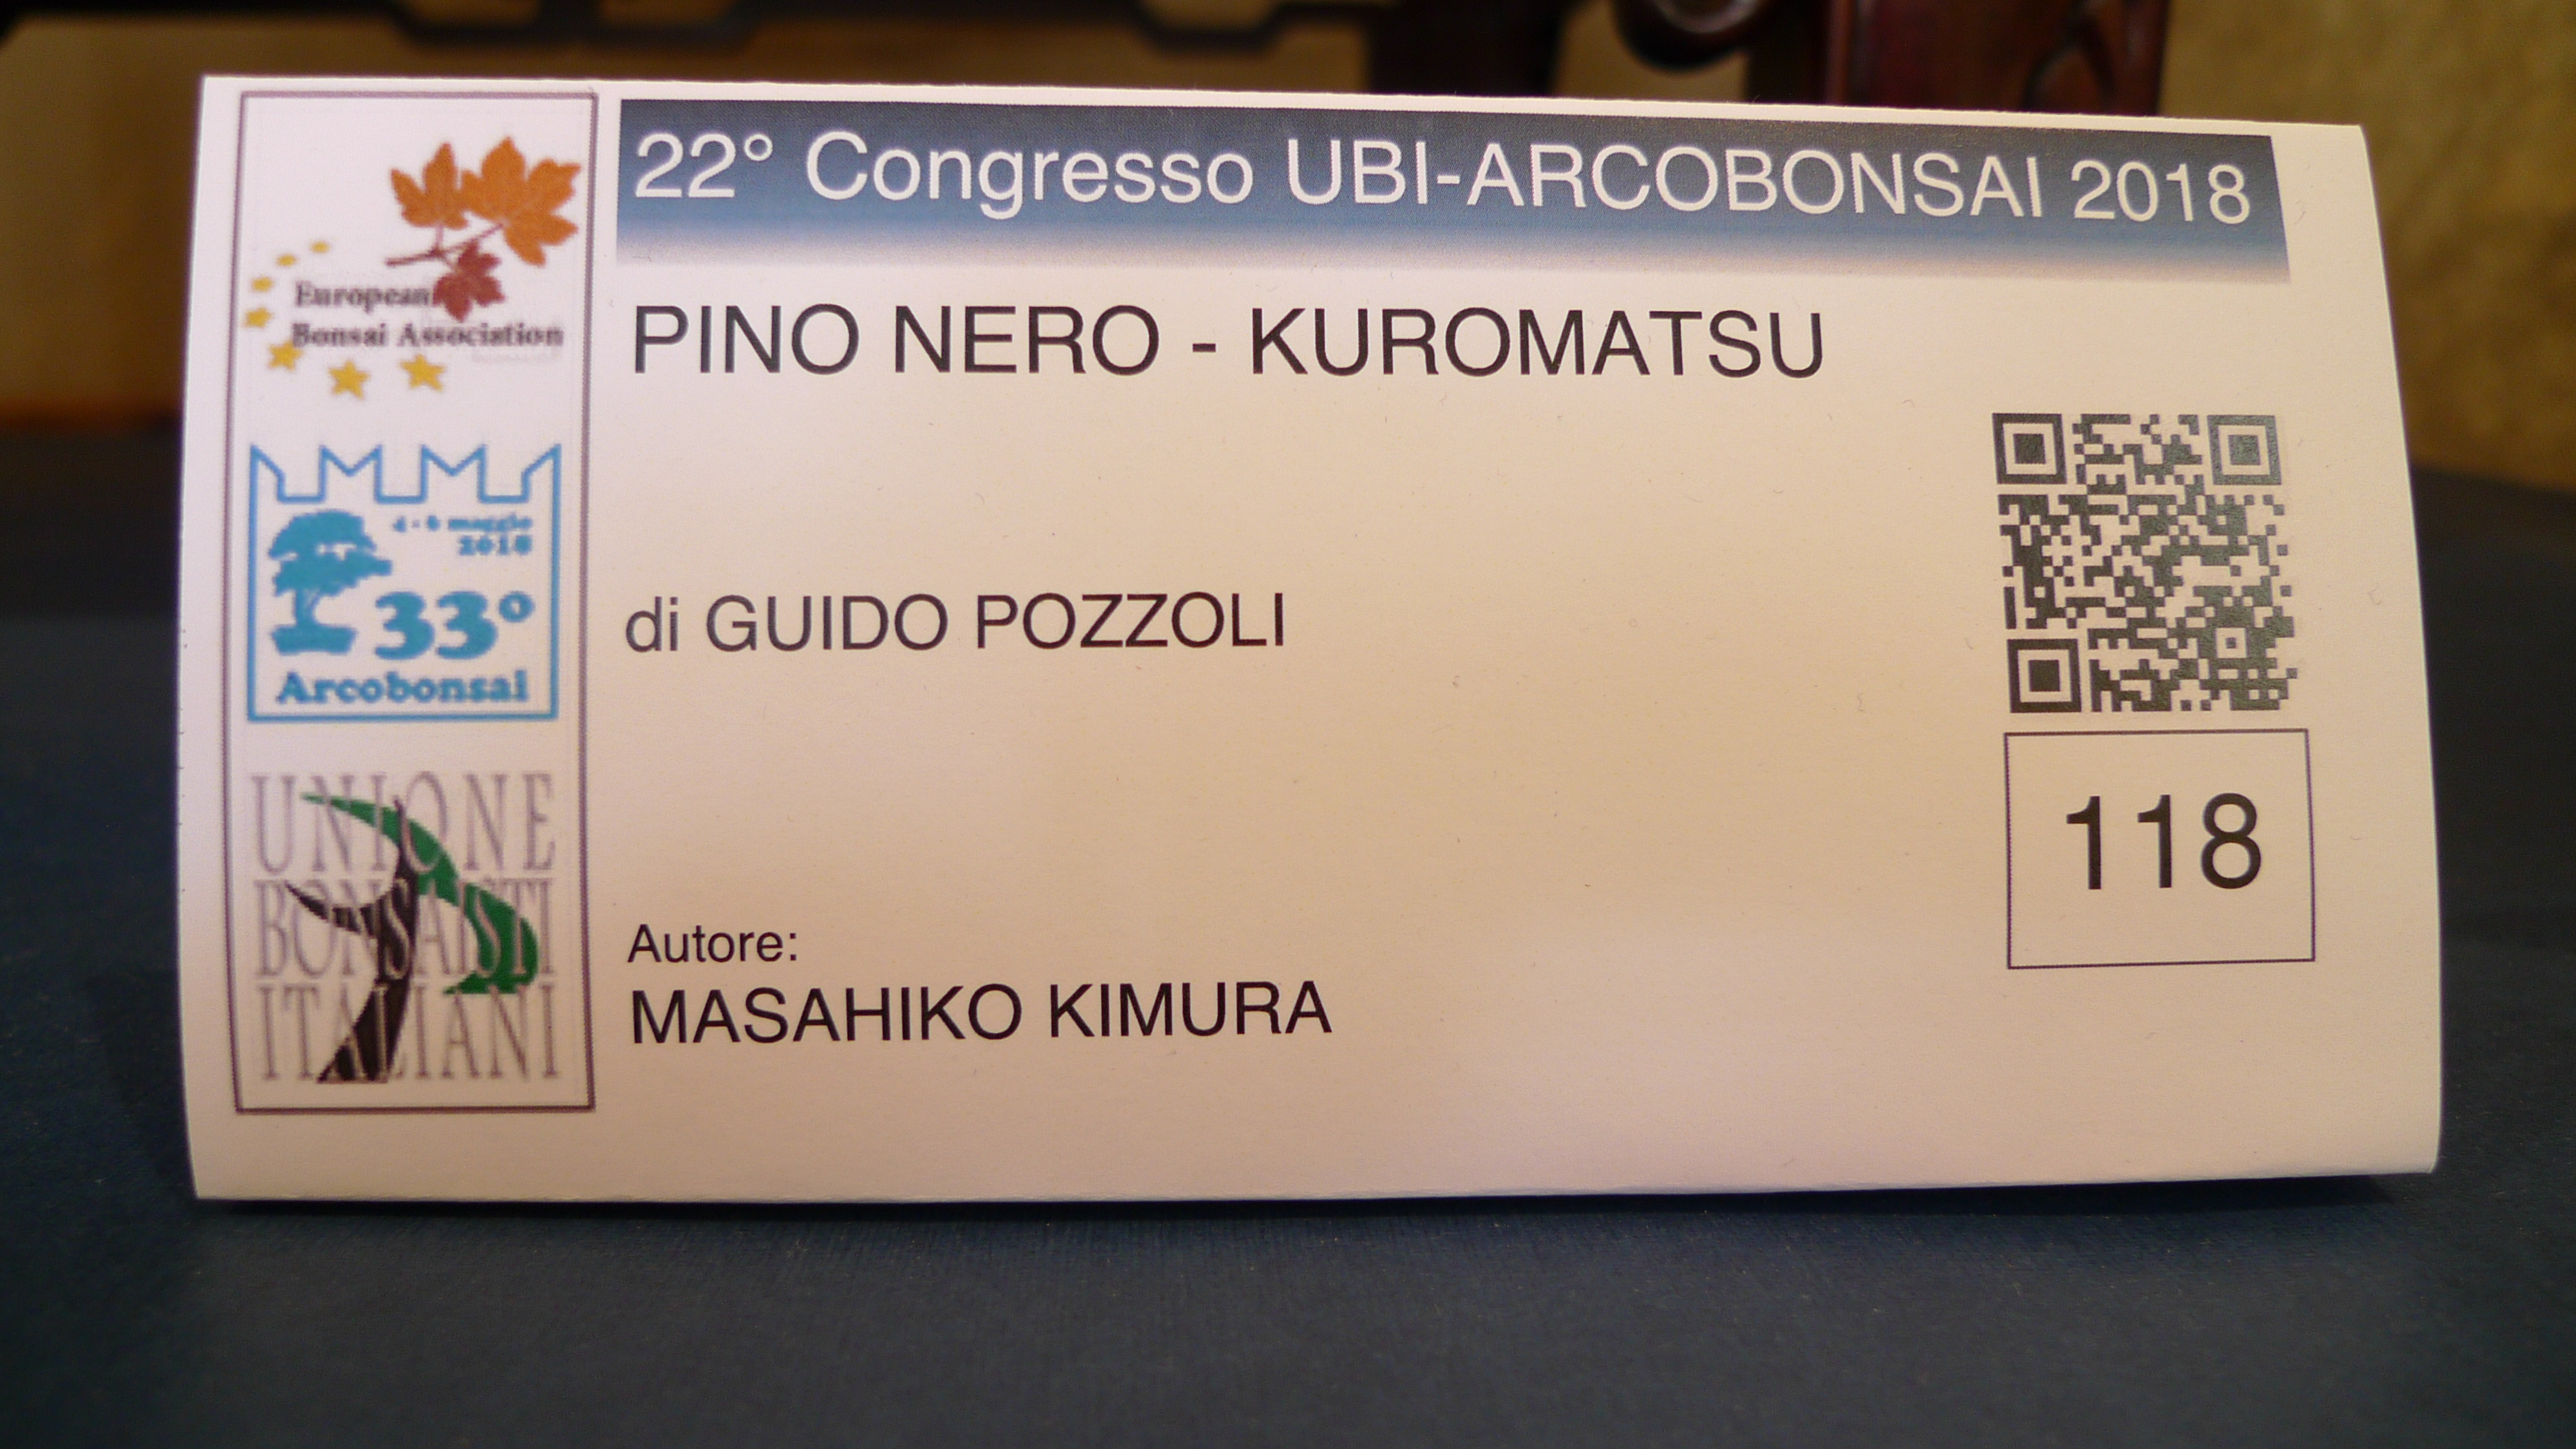 22° Congresso UBI-ARCOBONSAI 2018
PINO NERO - KUROMATSU
di GUIDO POZZOLI
Autore:
MASAHIKO KIMURA
118
European
Bonsai Association
4 - 6 maggio
2018
33°
Arcobonsai
UNIONE
BONSAISTI
ITALIANI